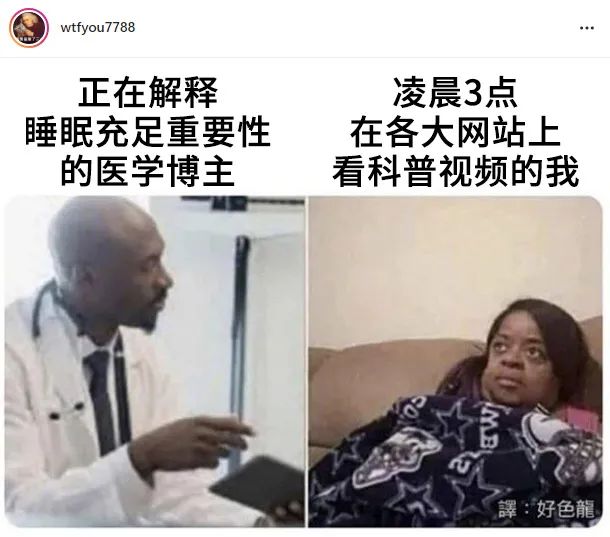 wtfyou7788
正在解释
睡眠充足重要性
的医学博主
凌晨3点
在各大网站上
看科普视频的我
譯：好色龍